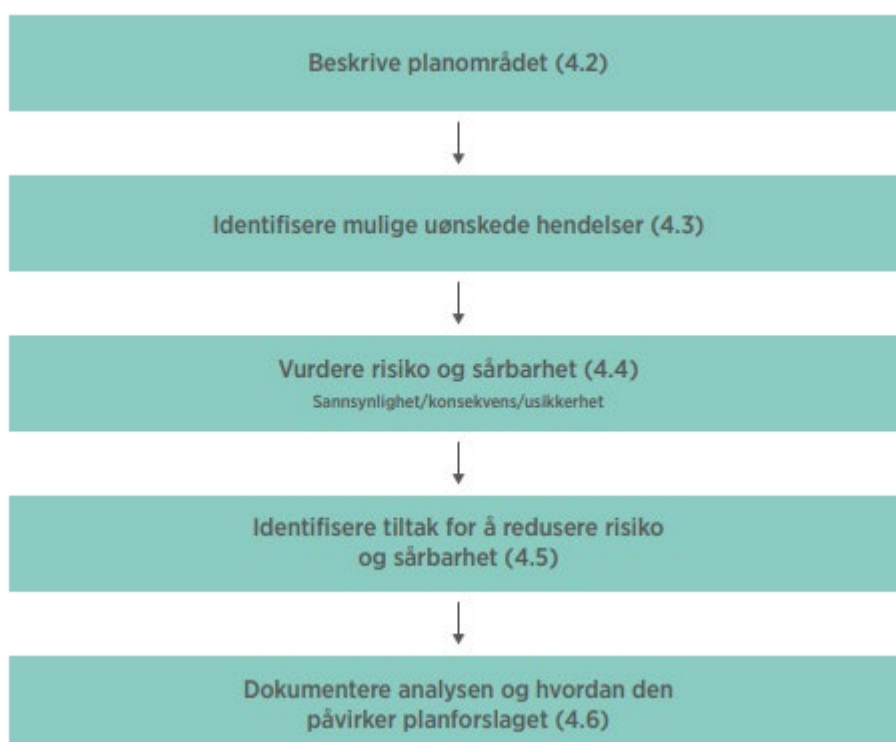 Beskrive planområdet (4.2)
Identifisere mulige uønskede hendelser (4.3)
Vurdere risiko og sårbarhet (4.4)
Sannsynlighet/konsekvens/usikkerhet
Identifisere tiltak for å redusere risiko
og sårbarhet (4.5)
Dokumentere analysen og hvordan den
påvirker planforslaget (4.6)